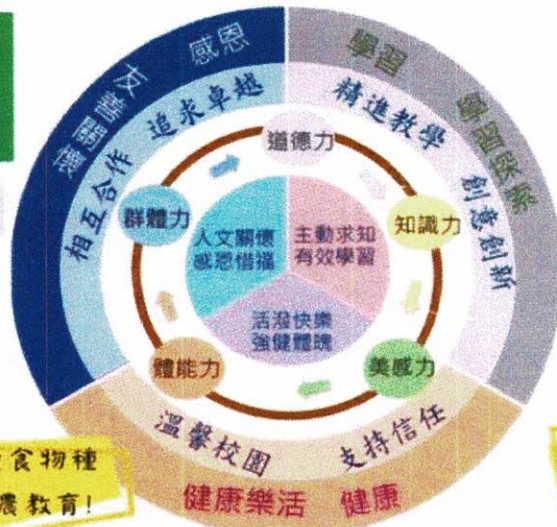 感恩
友善關懷
學習
學習探索
追求卓越
相互合作
精進教學
創意創新
道德力
群體力
知識力
體能力
美感力
人文關懷
感恩惜福
主動求知
有效學習
活潑快樂
強健體魄
溫馨校園
支持信任
健康樂活
健康
食物種
農教育!